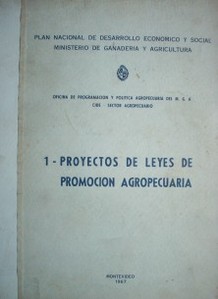 PLAN NACIONAL DE DESARROLLO ECONOMICO Y SOCIAL
MINISTERIO DE GANADERIA Y AGRICULTURA
OFICINA DE PROGRAMACION Y POLITICA AGROPECUARIA DEL M. G. A.
CIDE SECTOR AGROPECUARIO
1 - PROYECTOS DE LEYES DE
PROMOCION AGROPECUARIA
MONTEVIDEO
1967